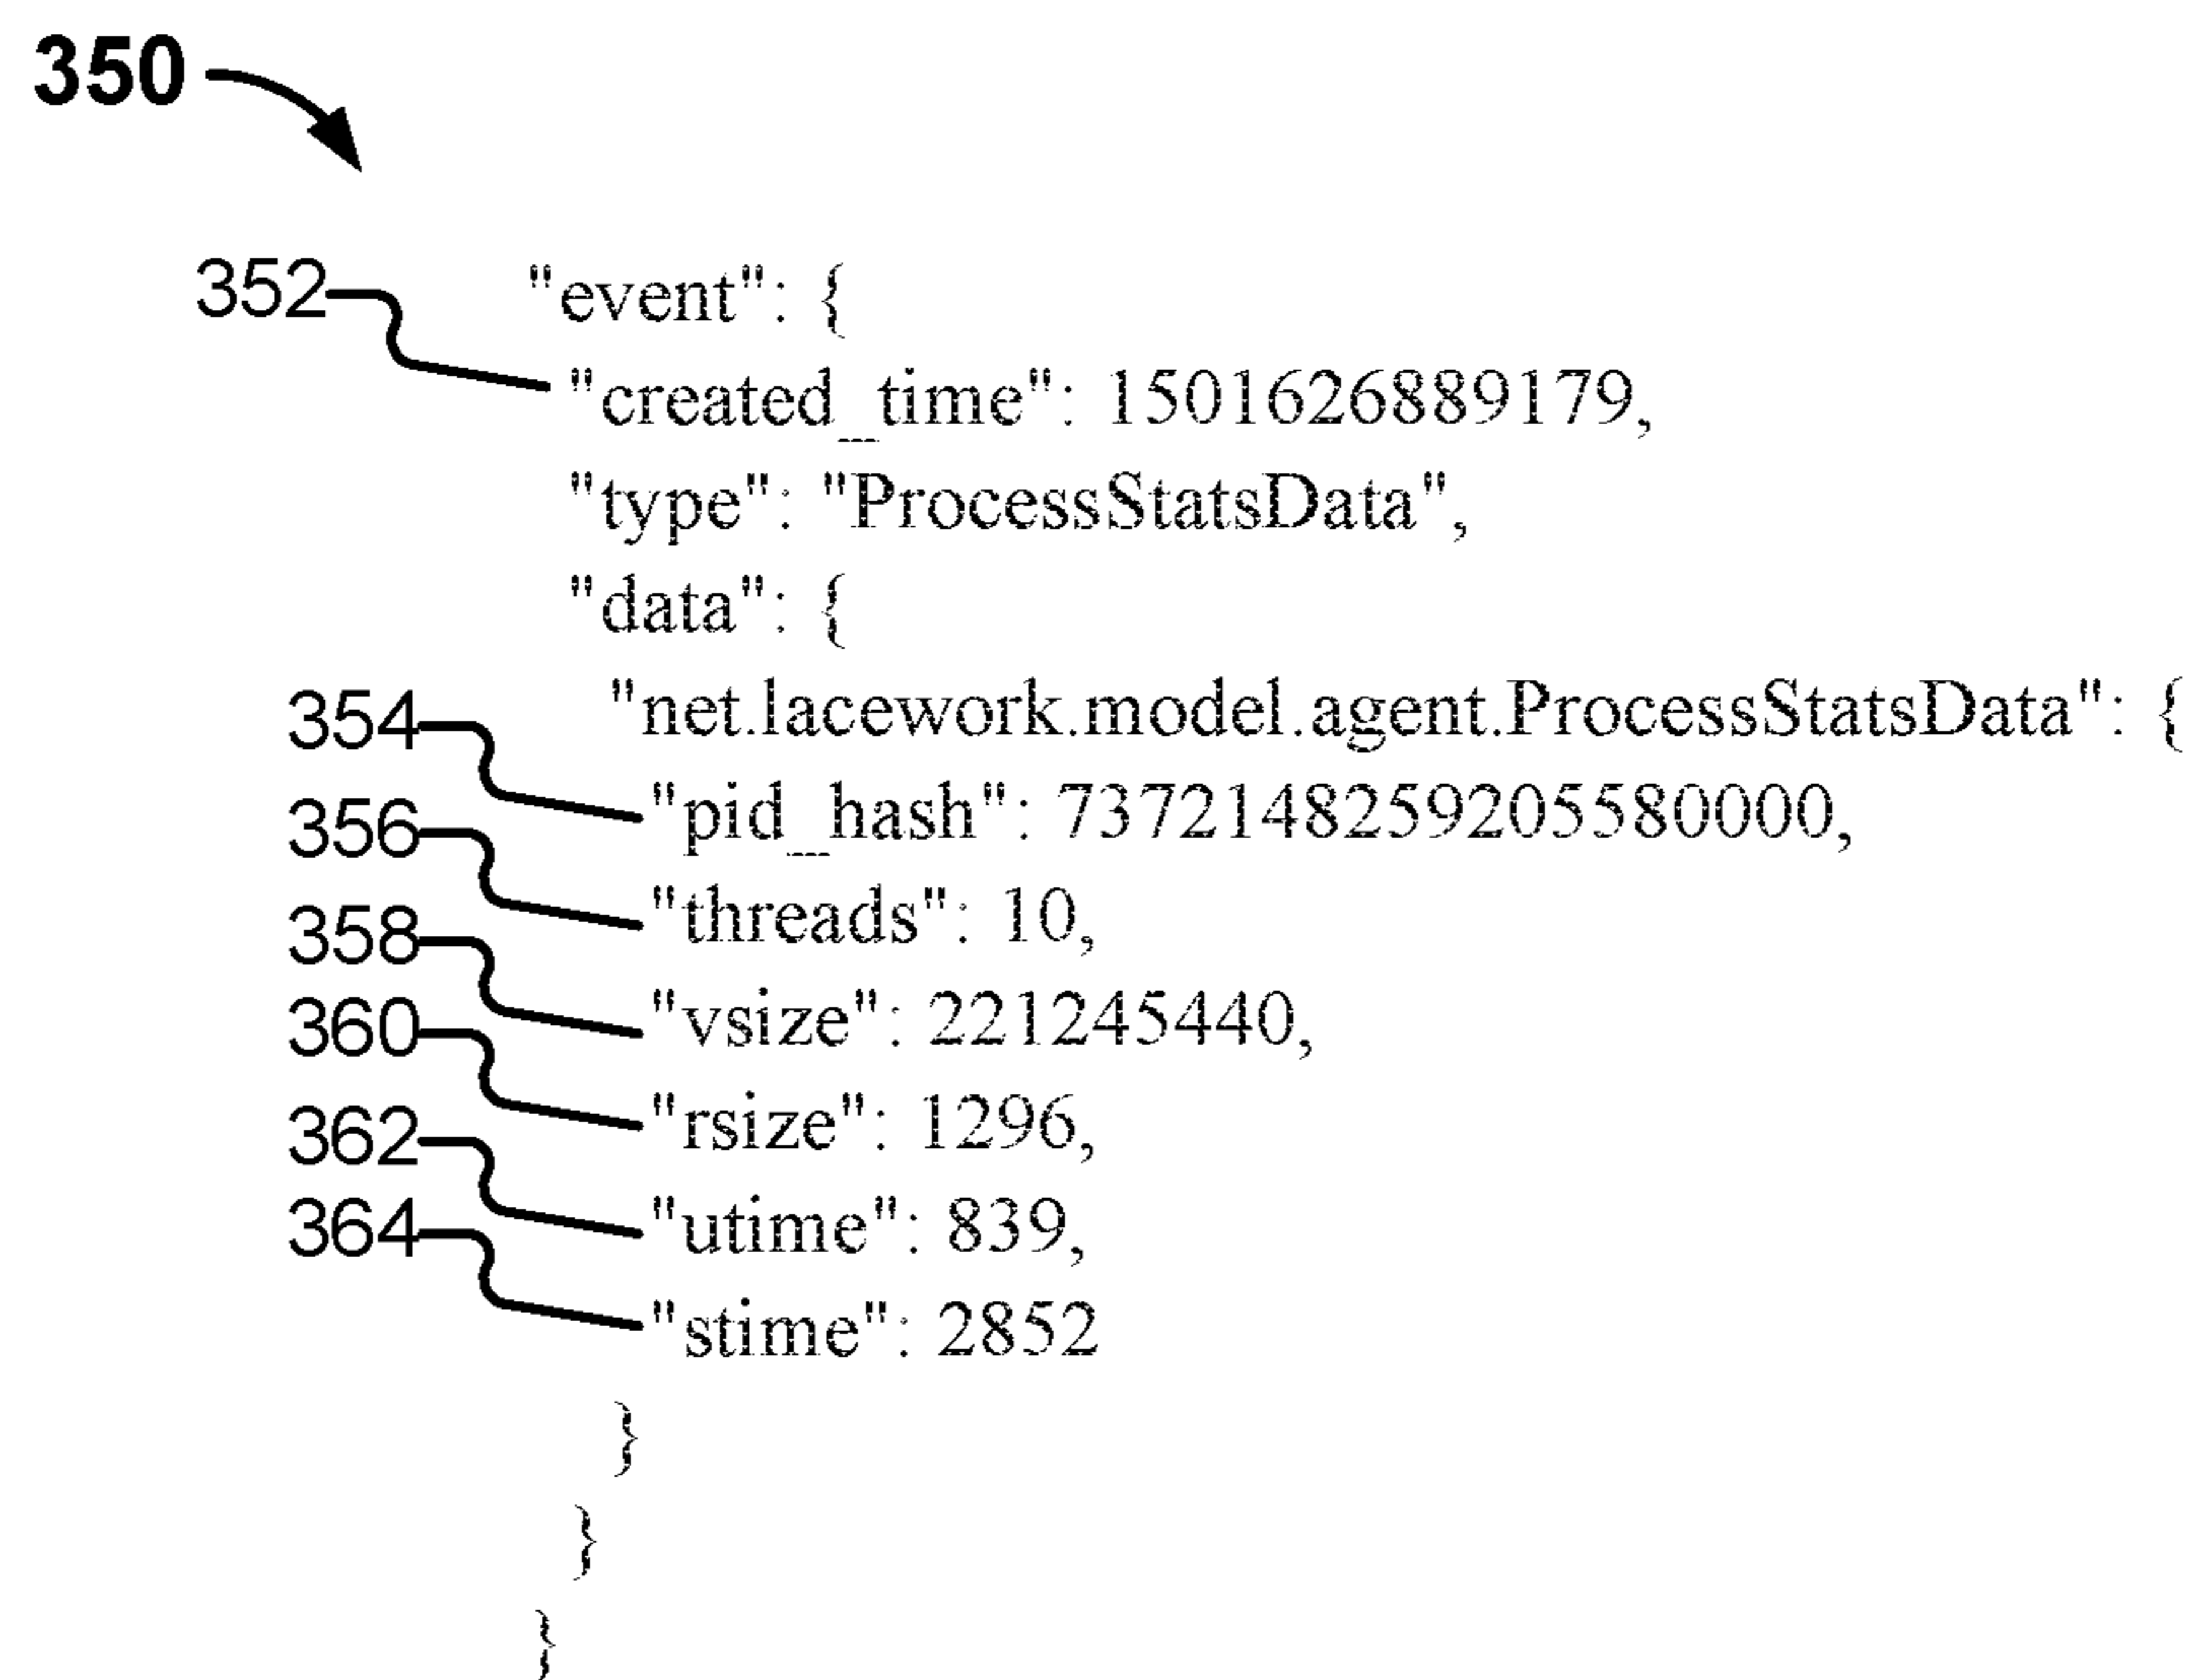 350
352 "event": {
"created_time": 1501626889179,
"type": "ProcessStatsData",
"data": {
354 "net.lacework.model.agent.ProcessStatsData": {
356 "pid_hash": 7372148259205580000,
358 "threads": 10,
360 "vsize": 221245440,
362 "rsize": 1296,
364 "utime": 839,
"stime": 2852
}
}
}